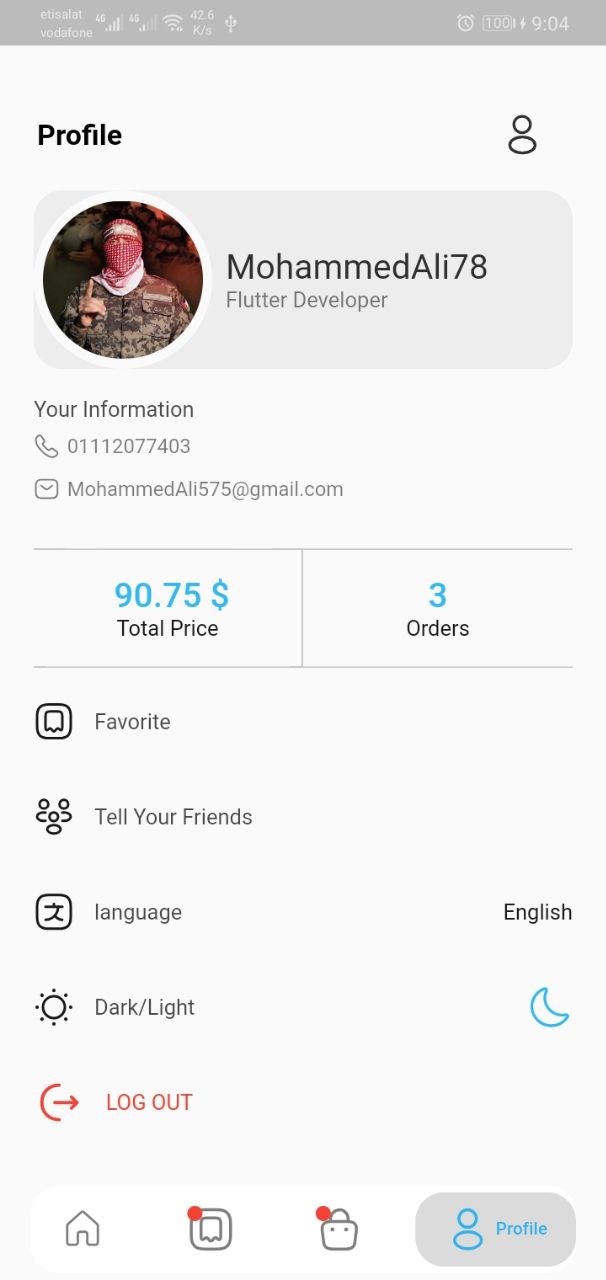 etisalat
vodafone
4G
4G
42.6
K/s
100
9:04
Profile
MohammedAli78
Flutter Developer
Your Information
01112077403
MohammedAli575@gmail.com
90.75 $
Total Price
3
Orders
Favorite
Tell Your Friends
文
language
English
Dark/Light
LOG OUT
Profile